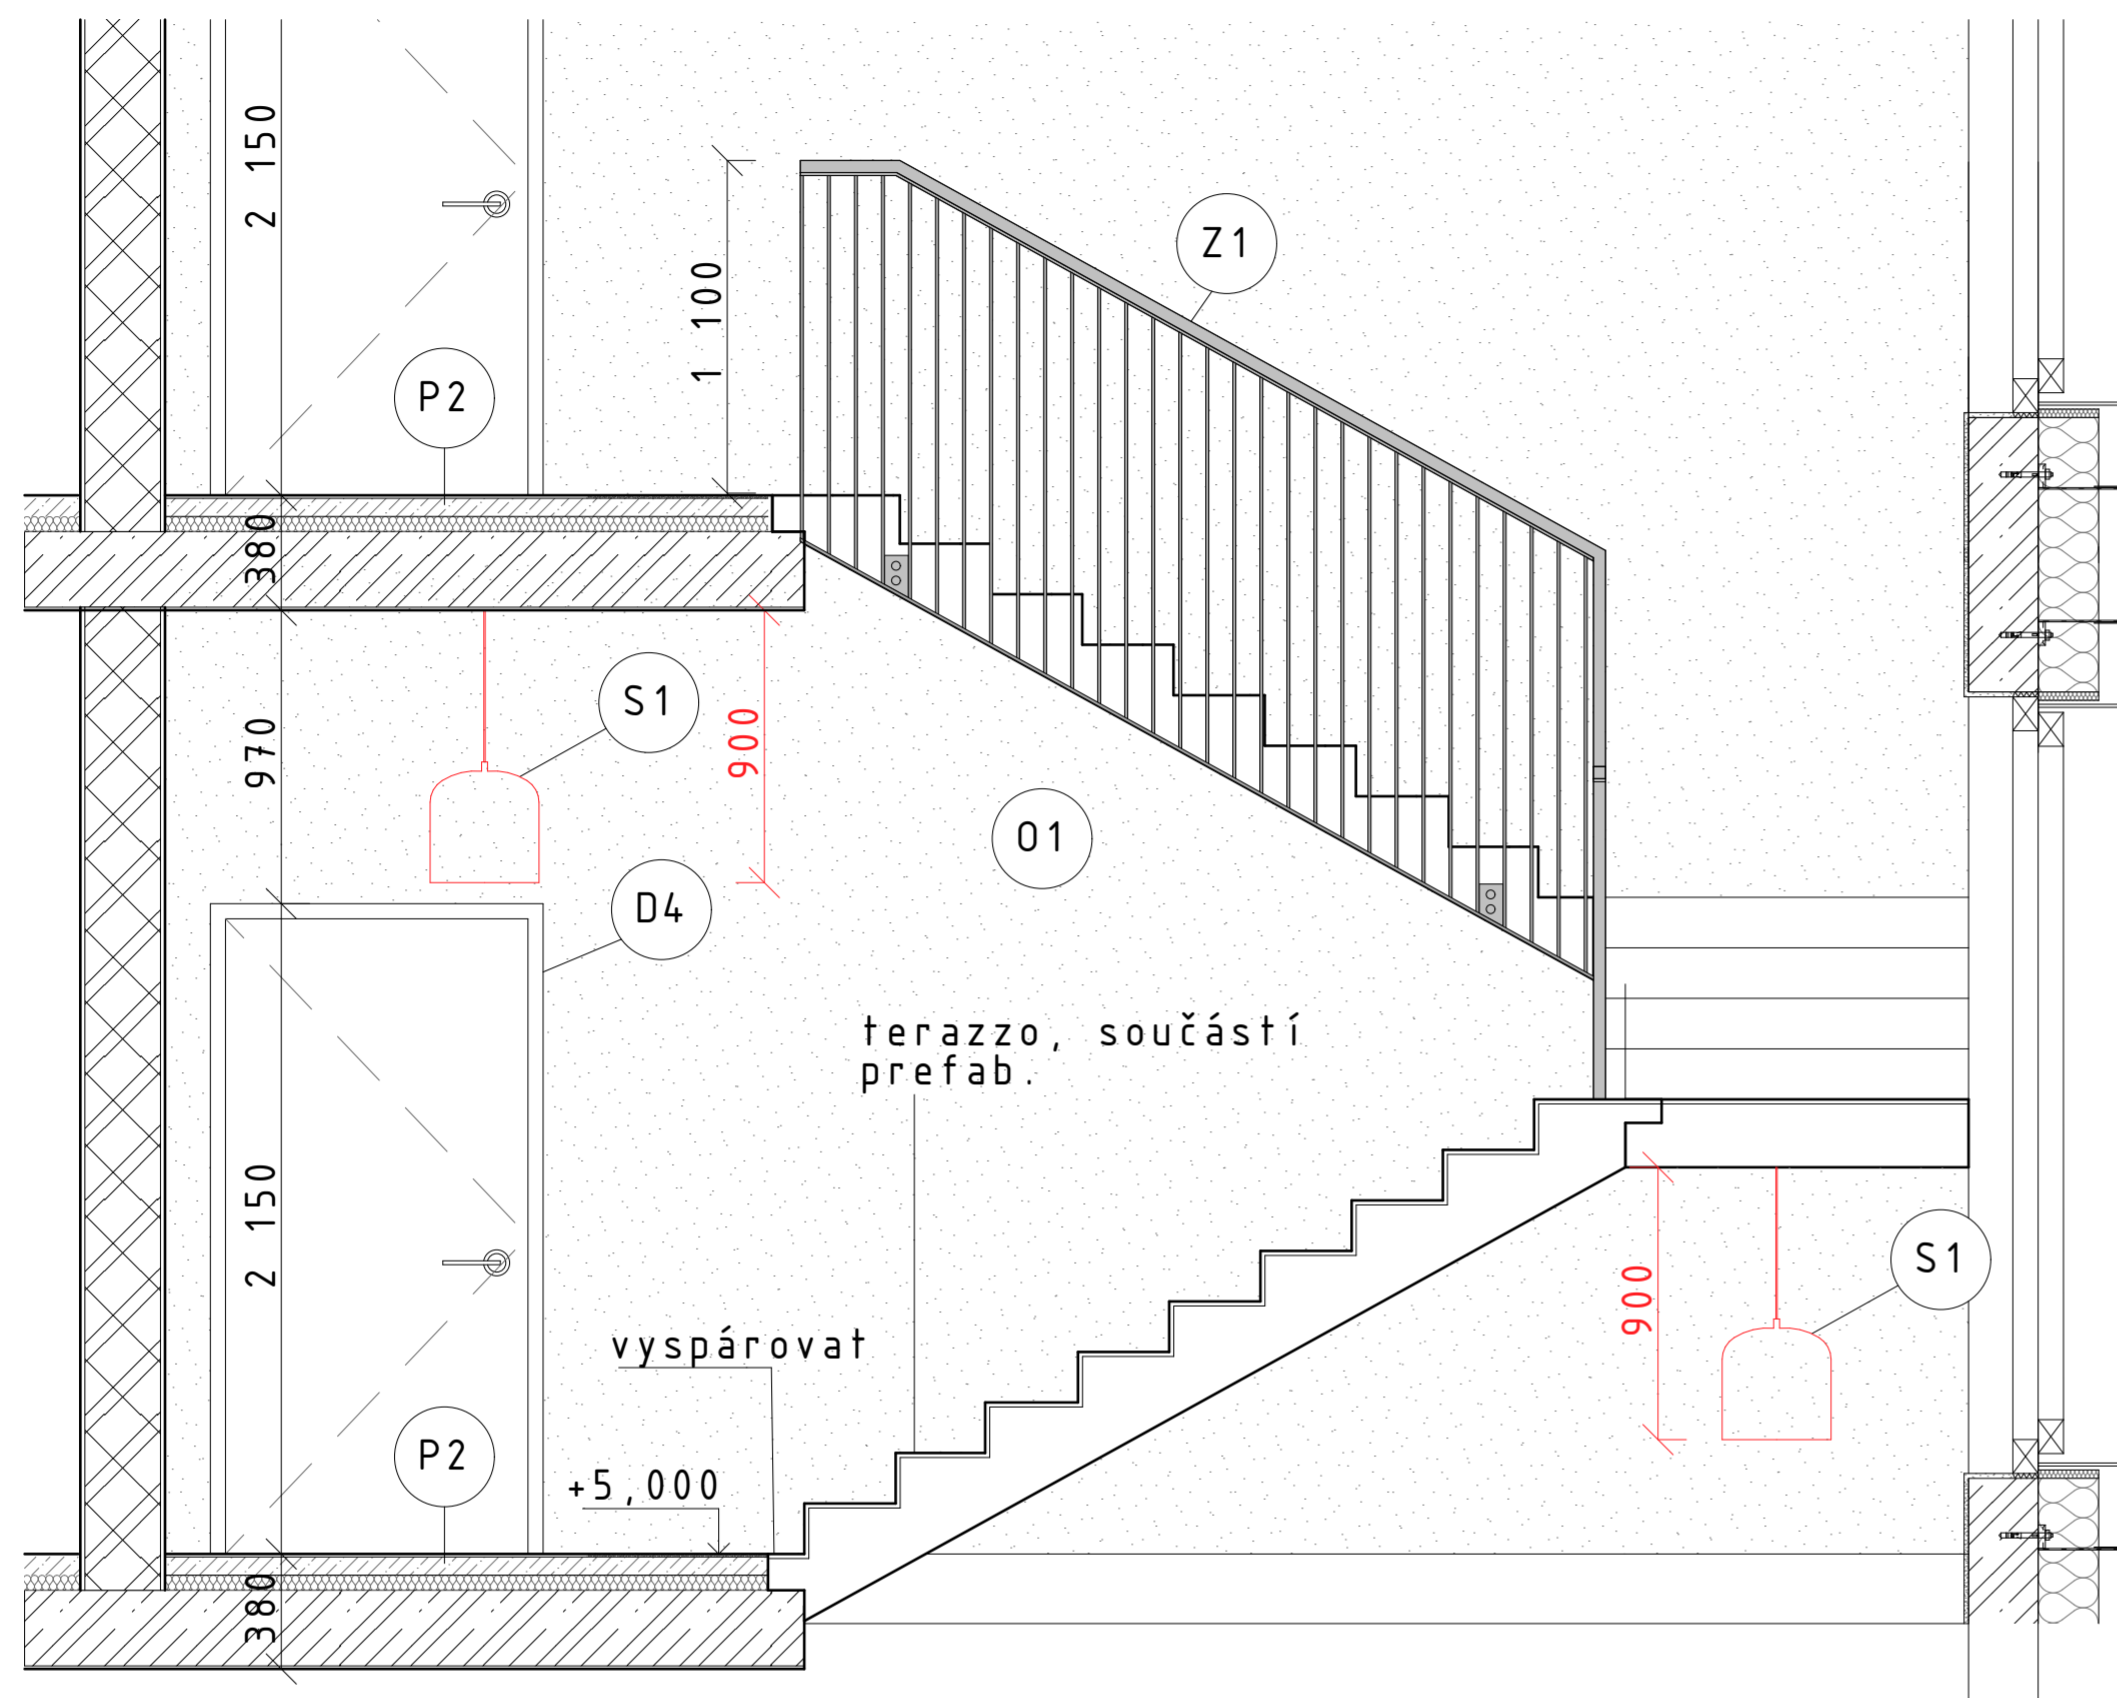 2 150
Z1
1 100
P2
380
S1
900
970
O1
D4
terazzo, součástí
prefab.
2 150
S1
900
vyspárovat
P2
+5,000
380